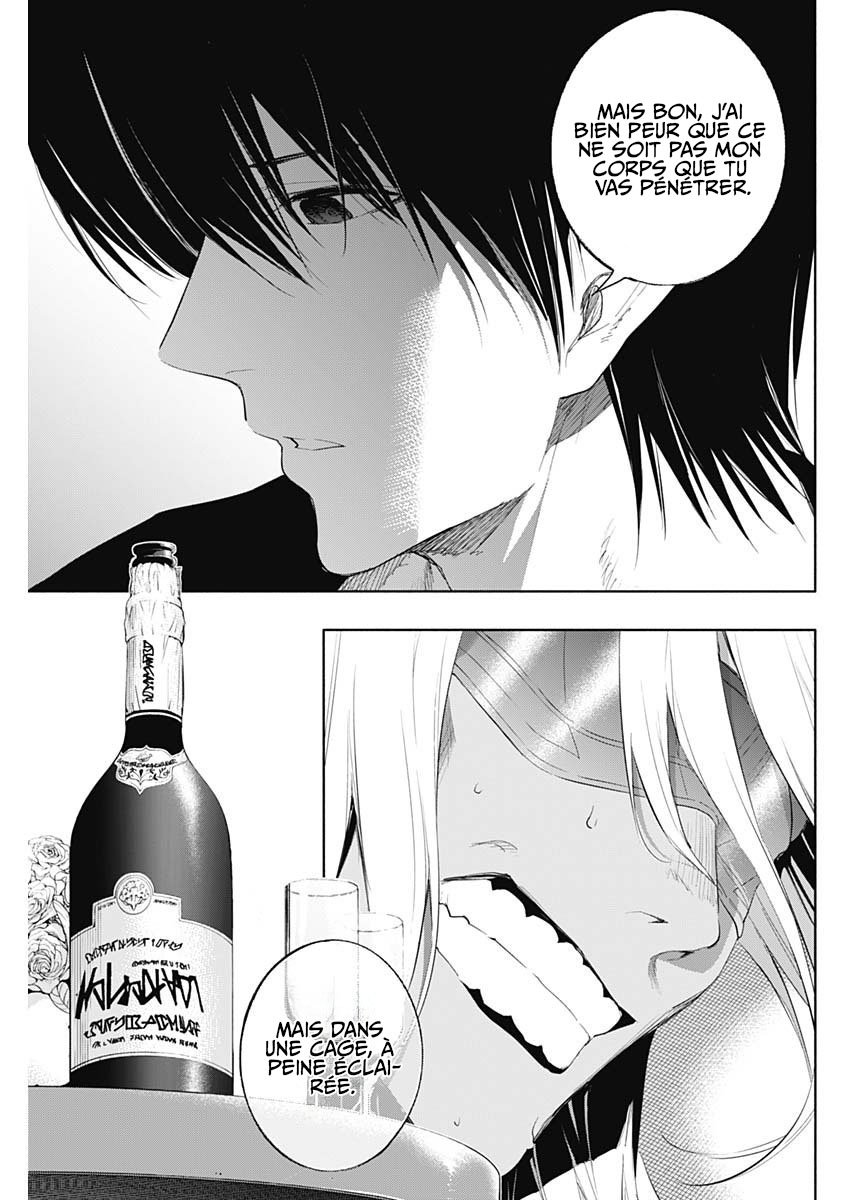 MAIS BON, J'AI
BIEN PEUR QUE CE
NE SOIT PAS MON
CORPS QUE TU
VAS PÉNÉTRER.
MAIS DANS
UNE CAGE, À
PEINE ÉCLAI-
RÉE.